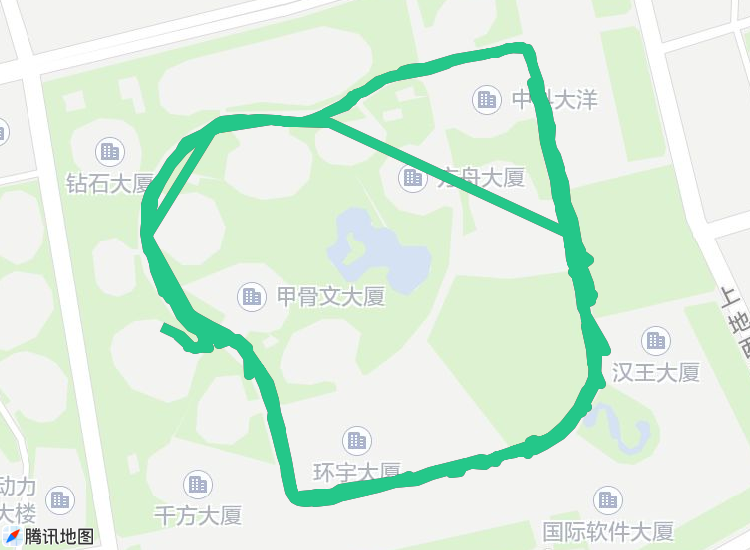 中科大洋
方舟大厦
钻石大厦
甲骨文大厦
上地西
汉王大厦
环宇大厦
动力
大楼
千方大厦
国际软件大厦
腾讯地图